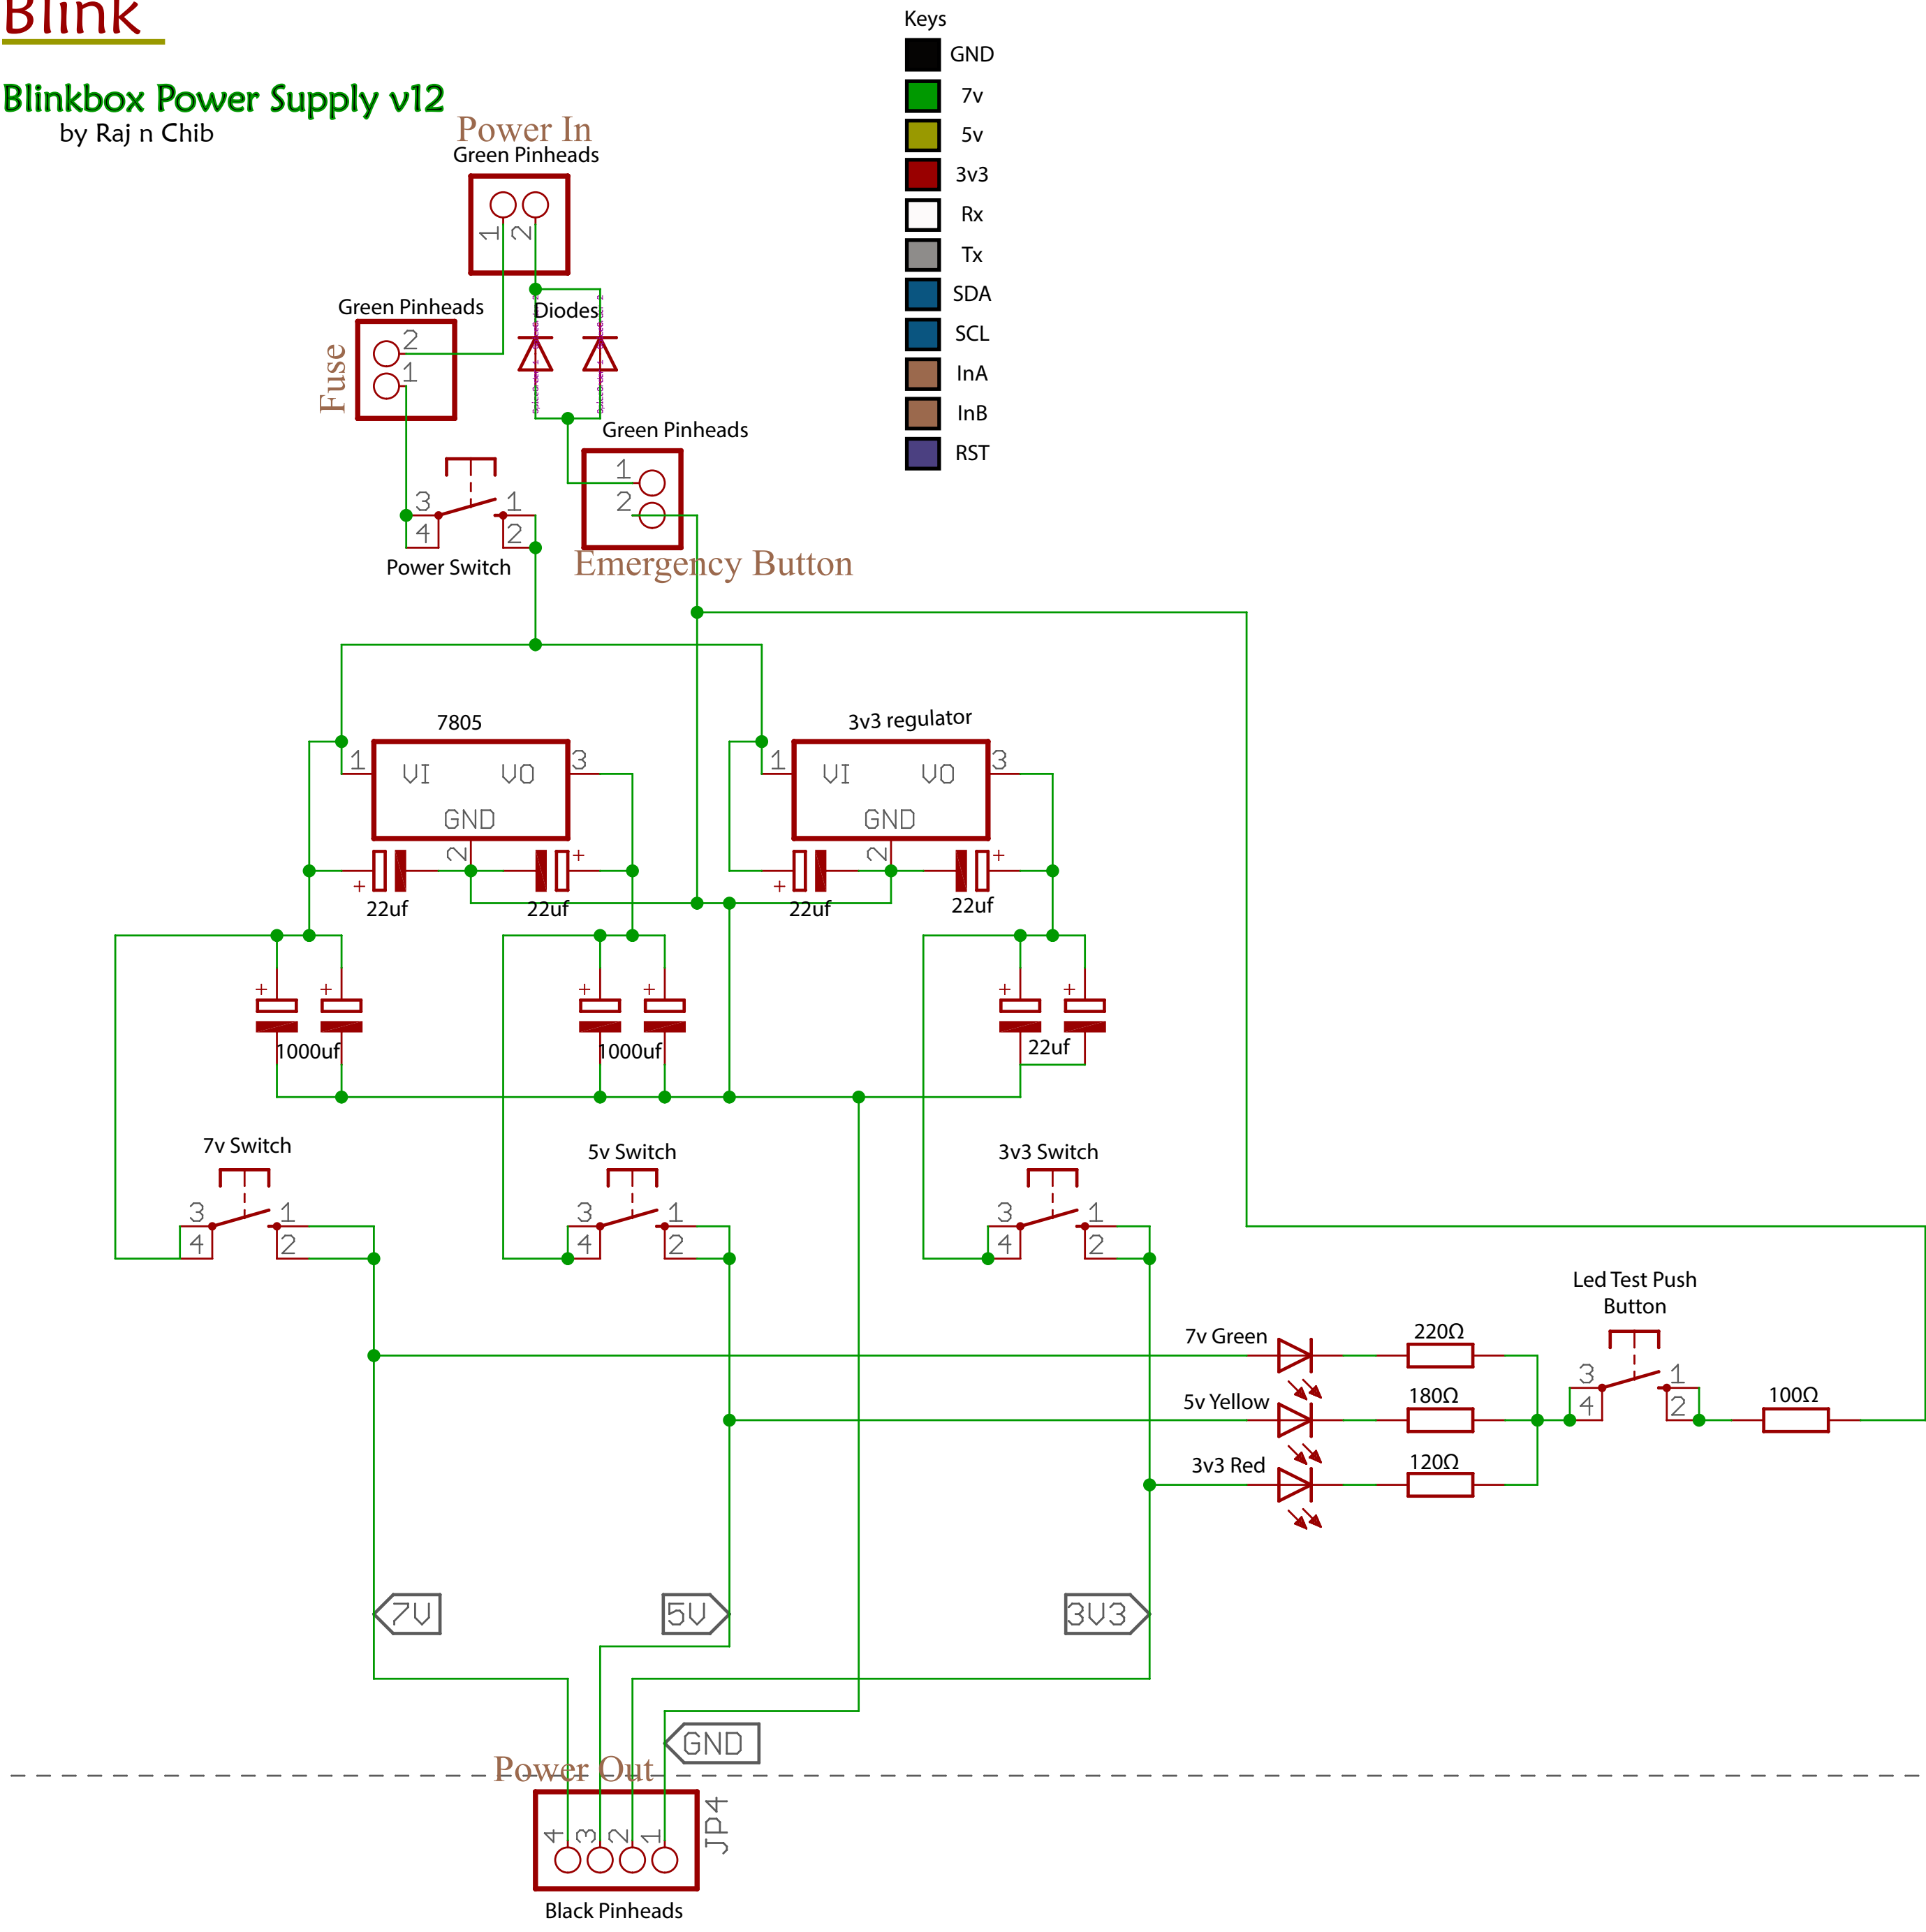 Blink
Blinkbox Power Supply v12
by Raj n Chib
Keys
GND
7v
5v
3v3
Rx
Tx
SDA
SCL
InA
InB
RST
Power In
Green Pinheads
1 2
Green Pinheads
Fuse
2
1
Diodes
Green Pinheads
1
2
Emergency Button
3 1
4 2
Power Switch
7805
1 VI VO 3
GND
2
3v3 regulator
1 VI VO 3
GND
2
+ +
22uf 22uf
+ +
22uf 22uf
+ +
1000uf
+ +
1000uf
+ +
22uf
7v Switch
3 1
4 2
5v Switch
3 1
4 2
3v3 Switch
3 1
4 2
Led Test Push
Button
3 1
4 2
7v Green 220Ω
5v Yellow 180Ω
3v3 Red 120Ω
100Ω
7V
5V
3V3
GND
Power Out
4 3 2 1
JP4
Black Pinheads